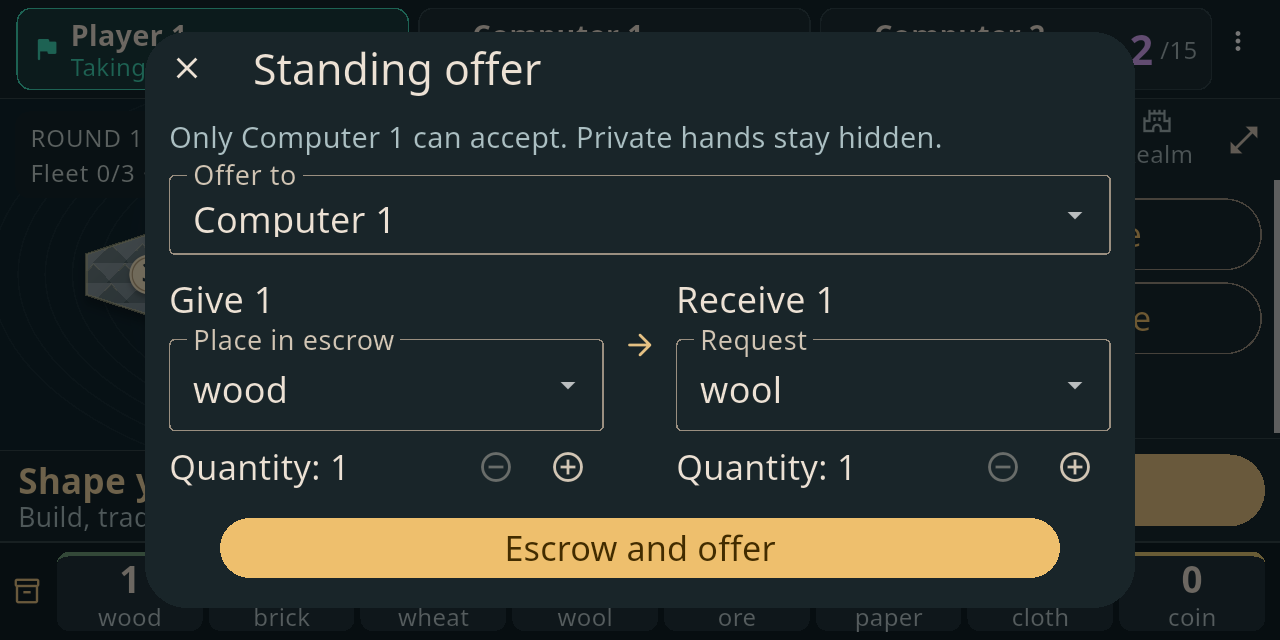 Player 1
Taking
2 /15
Standing offer
ROUND 1
Fleet 0/3
Only Computer 1 can accept. Private hands stay hidden.
Offer to
Computer 1
Give 1
Receive 1
Place in escrow
wood
Request
wool
Quantity: 1
Quantity: 1
Shape
Build,
Escrow and offer
1
wood
brick
wheat
wool
ore
paper
cloth
0
coin